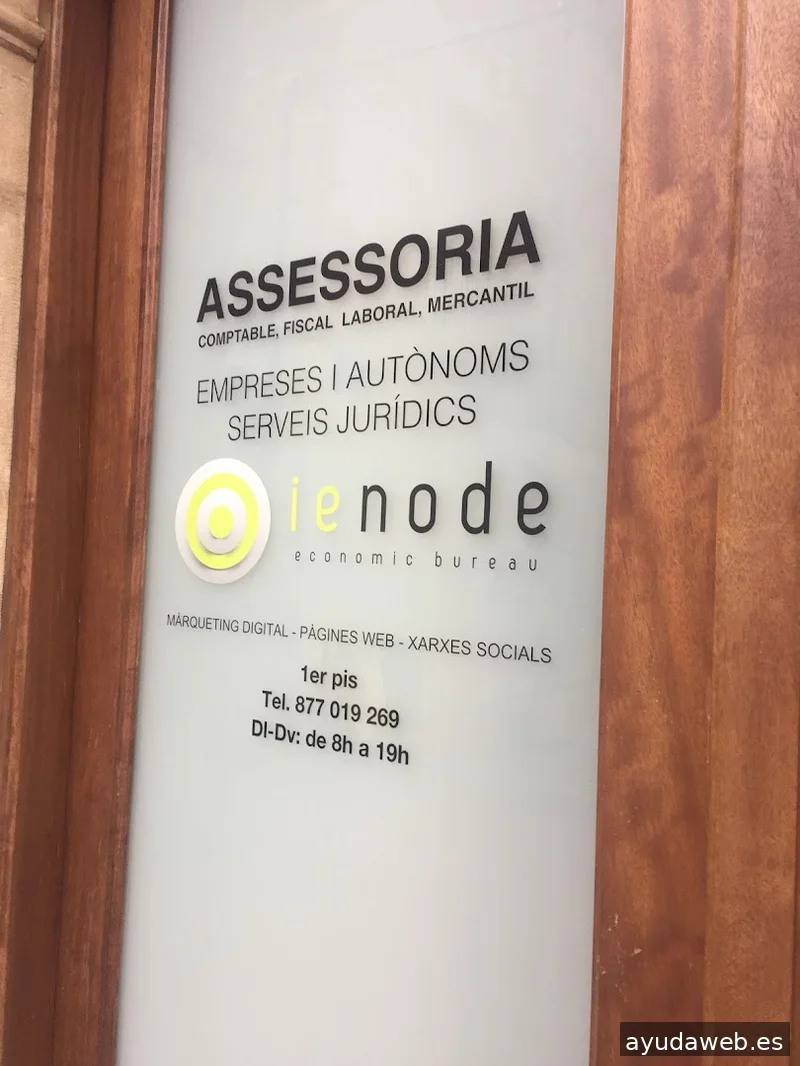 ASSESSORIA
COMPTABLE, FISCAL LABORAL, MERCANTIL
EMPRESES I AUTÒNOMS
SERVEIS JURÍDICS
ienode
economic bureau
MÀRQUETING DIGITAL - PÀGINES WEB - XARXES SOCIALS
1er pis
Tel. 877 019 269
Dl-Dv: de 8h a 19h
ayudaweb.es